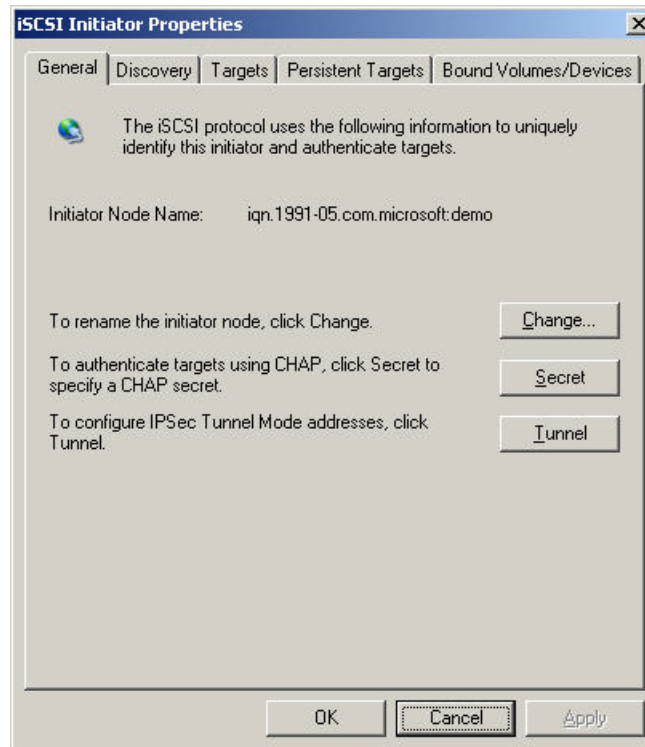 iSCSI Initiator Properties
General Discovery Targets Persistent Targets Bound Volumes/Devices
The iSCSI protocol uses the following information to uniquely
identify this initiator and authenticate targets.
Initiator Node Name: iqn.1991-05.com.microsoft:demo
To rename the initiator node, click Change.
Change...
To authenticate targets using CHAP, click Secret to
specify a CHAP secret.
Secret
To configure IPSec Tunnel Mode addresses, click
Tunnel.
Tunnel
OK Cancel Apply